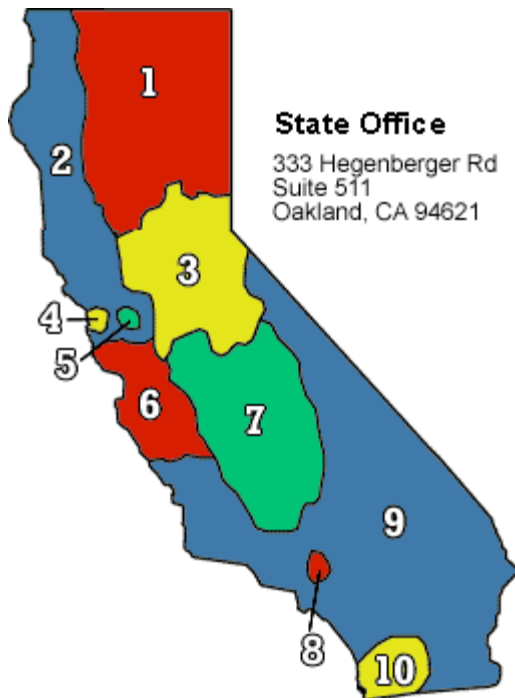 1
2
State Office
333 Hegenberger Rd
Suite 511
Oakland, CA 94621
3
4
5
6
7
9
8
10